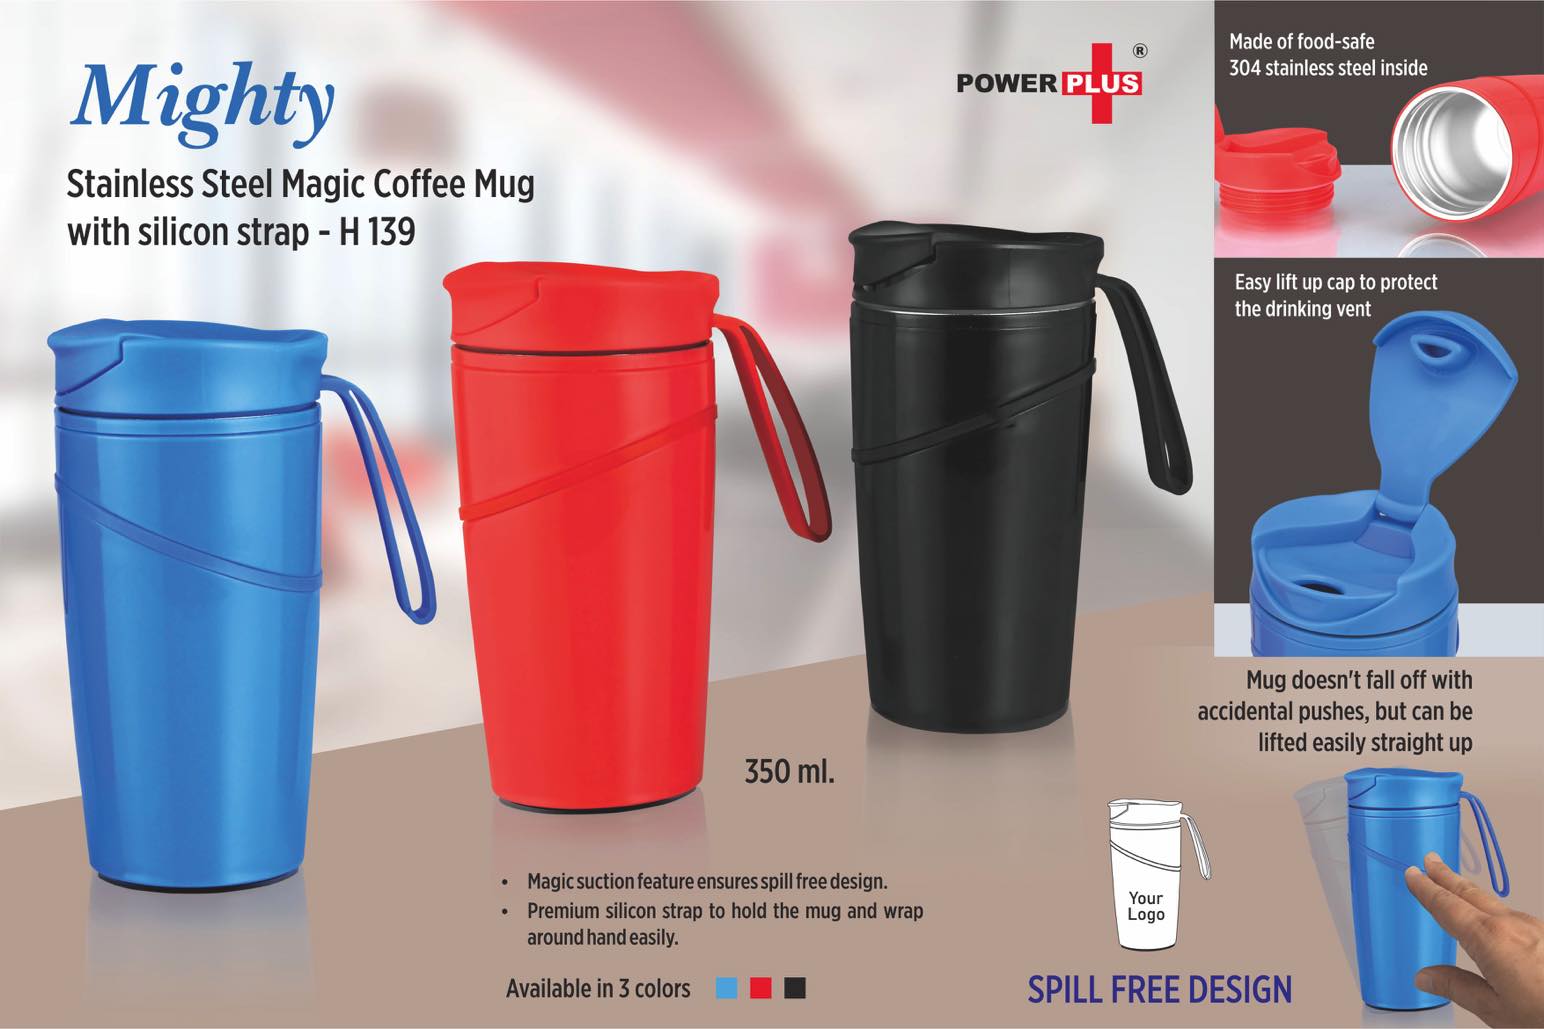 Mighty
Stainless Steel Magic Coffee Mug
with silicon strap - H 139
POWER PLUS ®
Made of food-safe
304 stainless steel inside
Easy lift up cap to protect
the drinking vent
Mug doesn't fall off with
accidental pushes, but can be
lifted easily straight up
350 ml.
• Magic suction feature ensures spill free design.
• Premium silicon strap to hold the mug and wrap
around hand easily.
Available in 3 colors
Your
Logo
SPILL FREE DESIGN